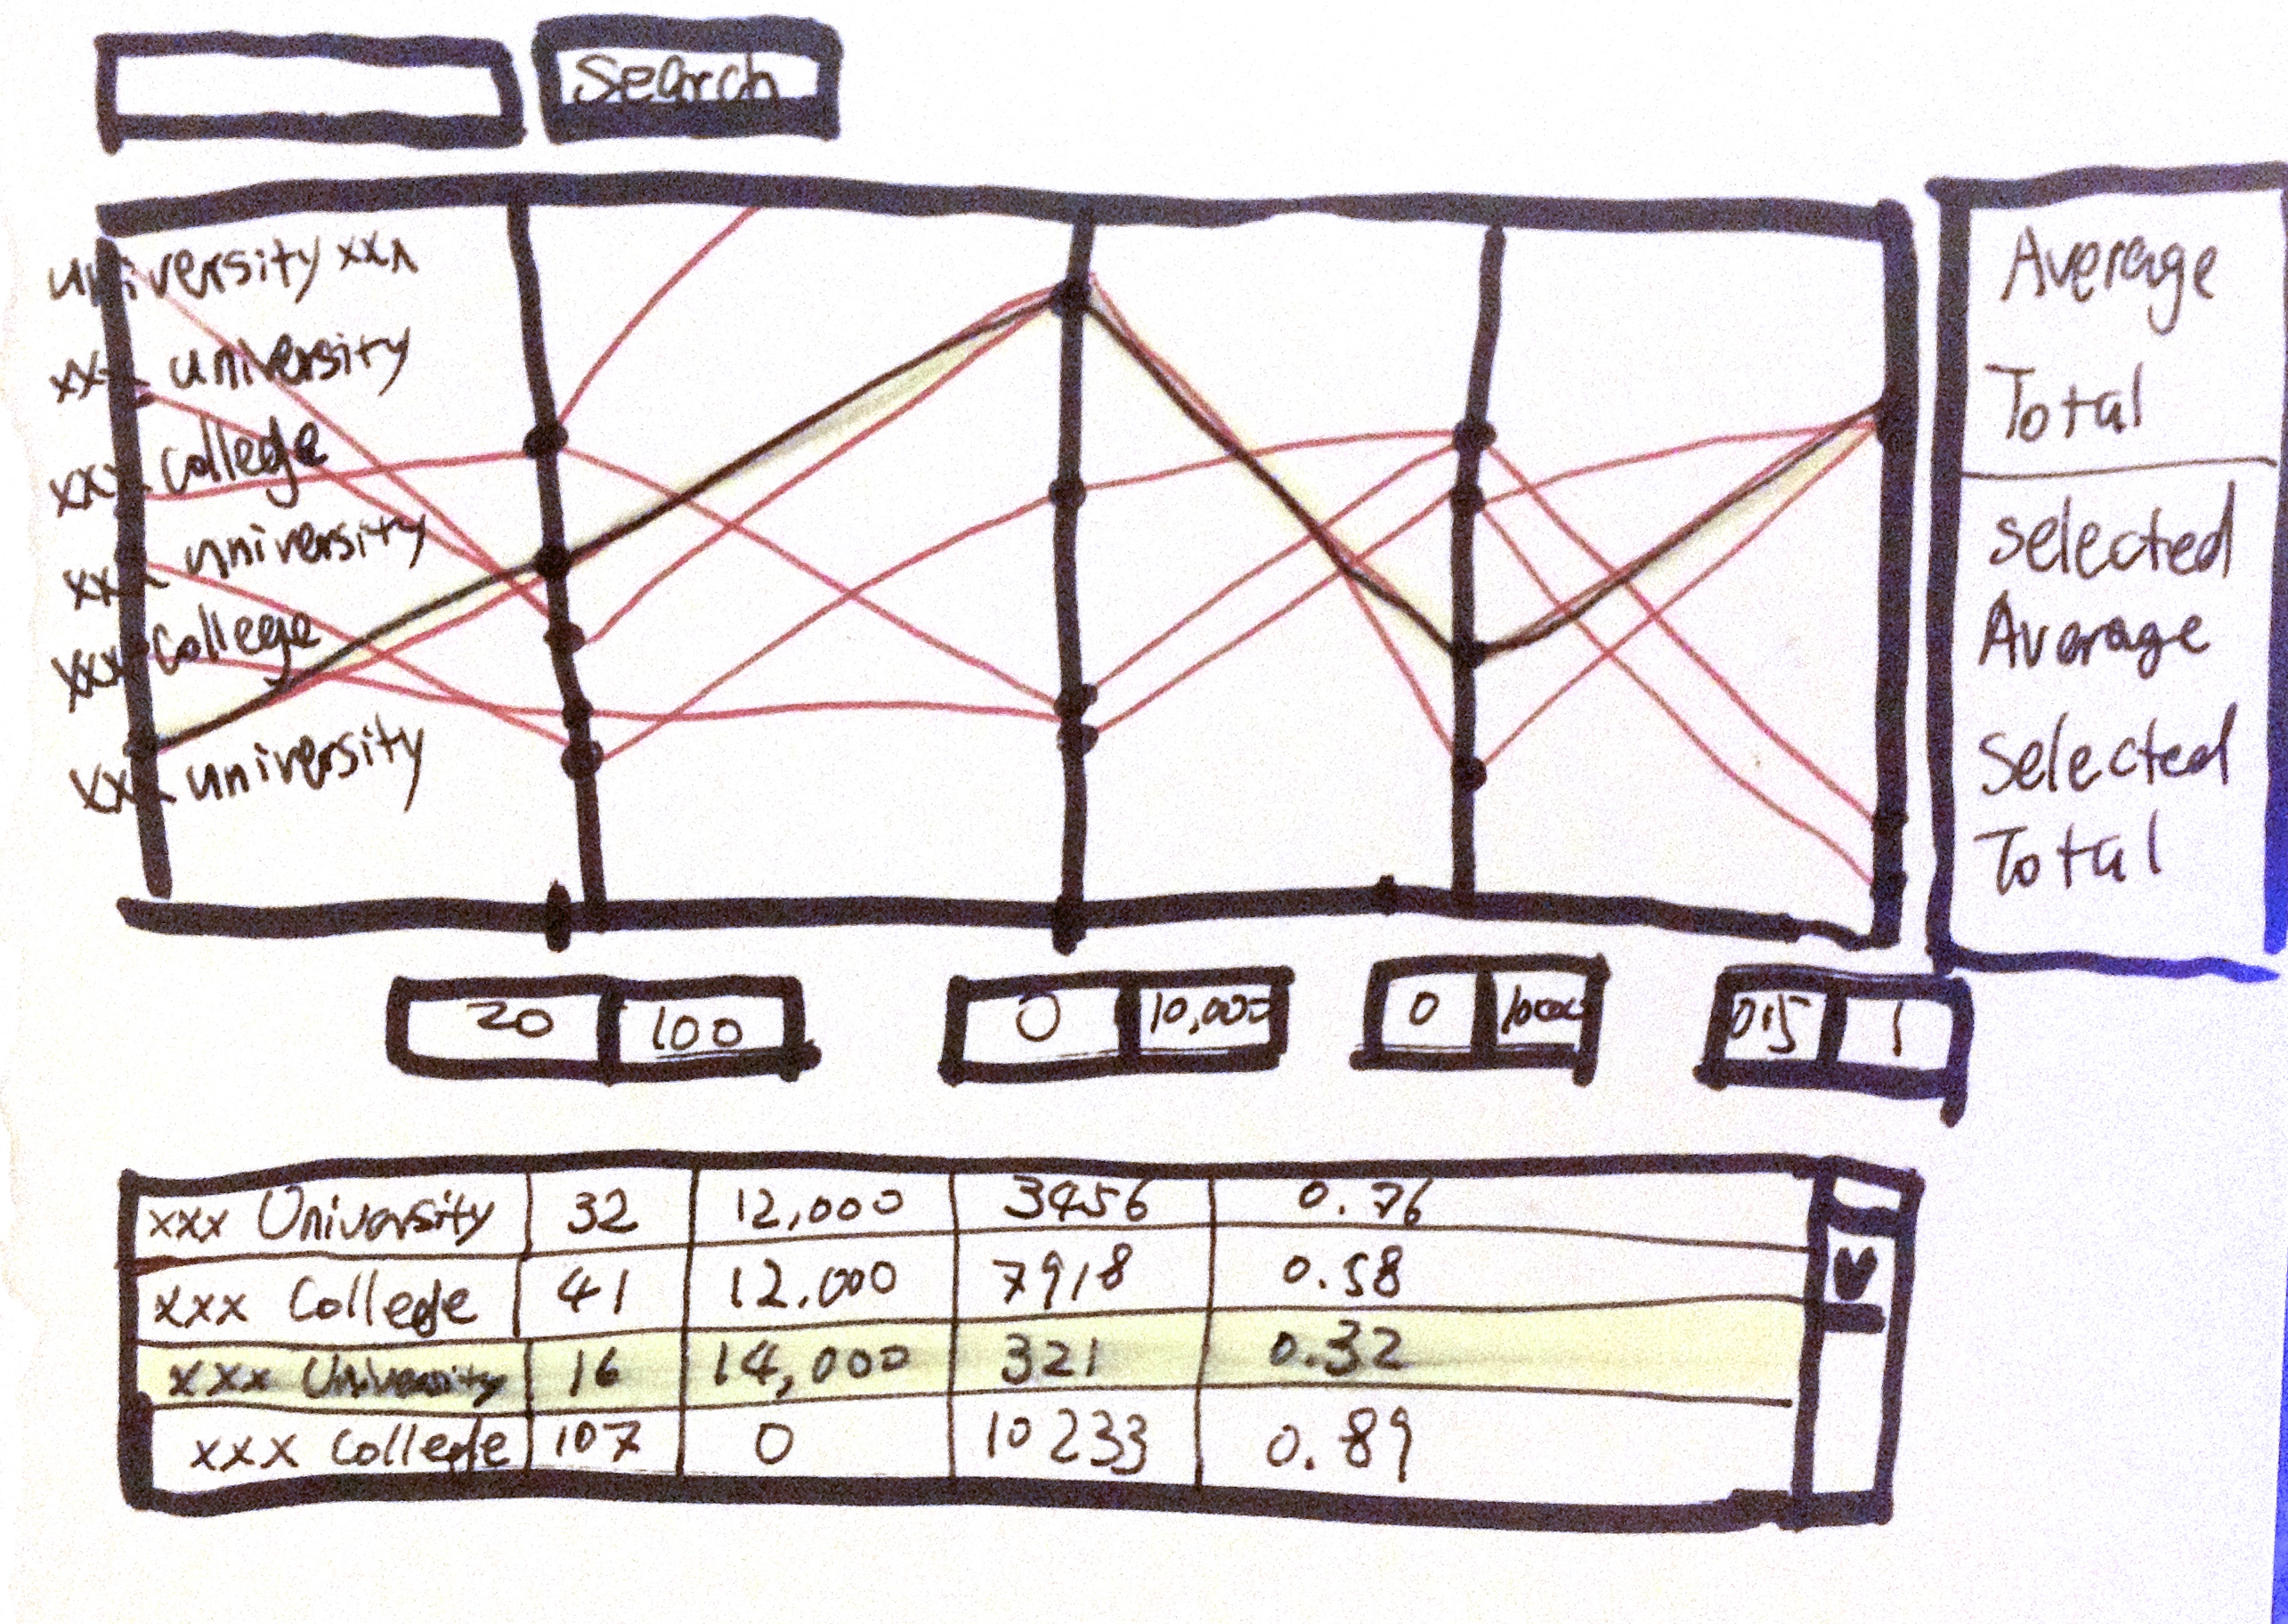 Search
university xxx
xxx university
xxx college
xxx university
xxx college
xxx university
Average
Total
selected
Average
Selected
Total
20 100
0 10,000
0
0.5 1
xxx University 32 12,000 3456 0.76
xxx College 41 12,000 7918 0.58
xxx University 16 14,000 321 0.32
xxx College 107 0 10233 0.89